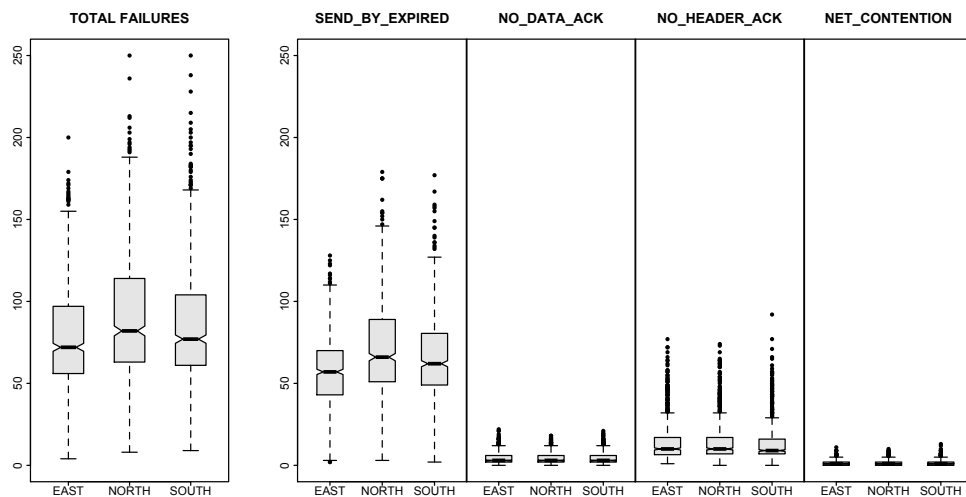 TOTAL FAILURES
SEND_BY_EXPIRED
NO_DATA_ACK
NO_HEADER_ACK
NET_CONTENTION
250
200
150
100
50
0
250
200
150
100
50
0
EAST NORTH SOUTH
EAST NORTH SOUTH
EAST NORTH SOUTH
EAST NORTH SOUTH
EAST NORTH SOUTH